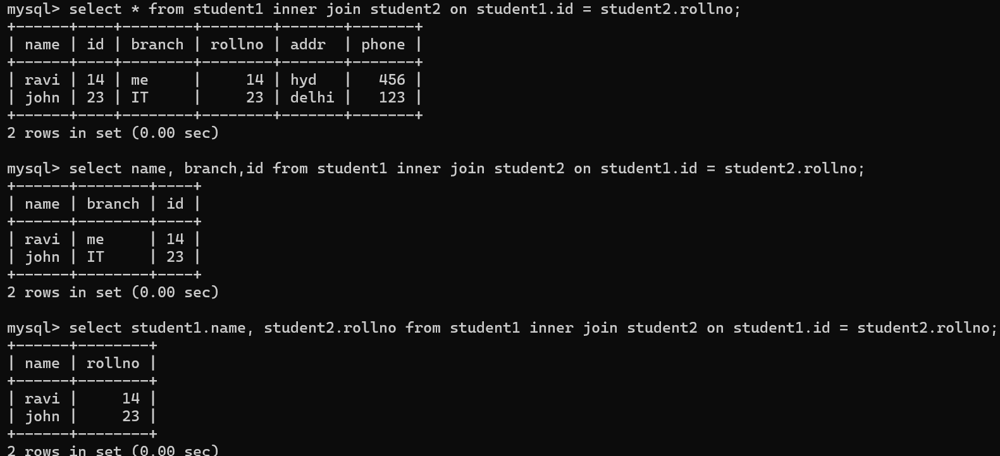 mysql> select * from student1 inner join student2 on student1.id = student2.rollno;
+------+----+--------+--------+-------+-------+
| name | id | branch | rollno | addr  | phone |
+------+----+--------+--------+-------+-------+
| ravi | 14 | me     |     14 | hyd   |   456 |
| john | 23 | IT     |     23 | delhi |   123 |
+------+----+--------+--------+-------+-------+
2 rows in set (0.00 sec)

mysql> select name, branch,id from student1 inner join student2 on student1.id = student2.rollno;
+------+--------+----+
| name | branch | id |
+------+--------+----+
| ravi | me     | 14 |
| john | IT     | 23 |
+------+--------+----+
2 rows in set (0.00 sec)

mysql> select student1.name, student2.rollno from student1 inner join student2 on student1.id = student2.rollno;
+------+--------+
| name | rollno |
+------+--------+
| ravi |     14 |
| john |     23 |
+------+--------+
2 rows in set (0.00 sec)